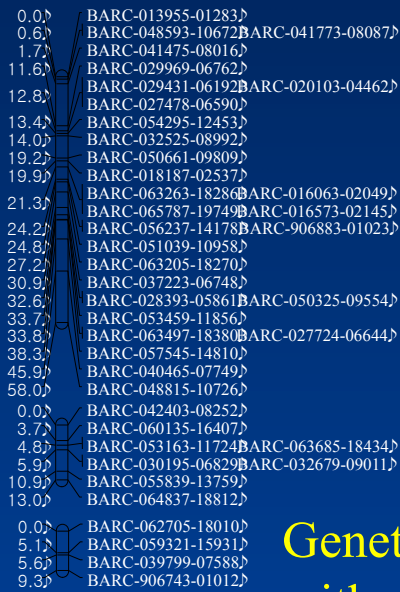 0.0♪ BARC-013955-01283♪
0.6♪ BARC-048593-10672♪BARC-041773-08087♪
1.7♪ BARC-041475-08016♪
11.6♪ BARC-029969-06762♪
12.8♪ BARC-029431-06192♪BARC-020103-04462♪
BARC-027478-06590♪
13.4♪ BARC-054295-12453♪
14.0♪ BARC-032525-08992♪
19.2♪ BARC-050661-09809♪
19.9♪ BARC-018187-02537♪
21.3♪ BARC-063263-18286♪BARC-016063-02049♪
BARC-065787-19749♪BARC-016573-02145♪
24.2♪ BARC-056237-14178♪BARC-906883-01023♪
24.8♪ BARC-051039-10958♪
27.2♪ BARC-063205-18270♪
30.9♪ BARC-037223-06748♪
32.6♪ BARC-028393-05861♪BARC-050325-09554♪
33.7♪ BARC-053459-11856♪
33.8♪ BARC-063497-18380♪BARC-027724-06644♪
38.3♪ BARC-057545-14810♪
45.9♪ BARC-040465-07749♪
58.0♪ BARC-048815-10726♪
0.0♪ BARC-042403-08252♪
3.7♪ BARC-060135-16407♪
4.8♪ BARC-053163-11724♪BARC-063685-18434♪
5.9♪ BARC-030195-06829♪BARC-032679-09011♪
10.9♪ BARC-055839-13759♪
13.0♪ BARC-064837-18812♪
0.0♪ BARC-062705-18010♪
5.1♪ BARC-059321-15931♪
5.6♪ BARC-039799-07588♪
9.3♪ BARC-906743-01012♪
Genet